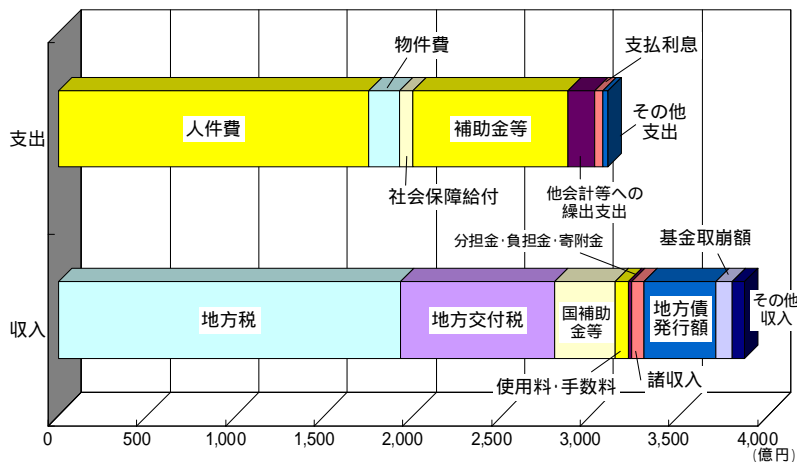 物件費
支払利息
人件費
補助金等
その他
支出
支出
社会保障給付
他会計等への
繰出支出
分担金·負担金·寄附金
基金取崩額
地方税
地方交付税
国補助
金等
地方債
発行額
その他
収入
収入
使用料·手数料
諸収入
0
500
1,000
1,500
2,000
2,500
3,000
3,500
4,000
(億円)